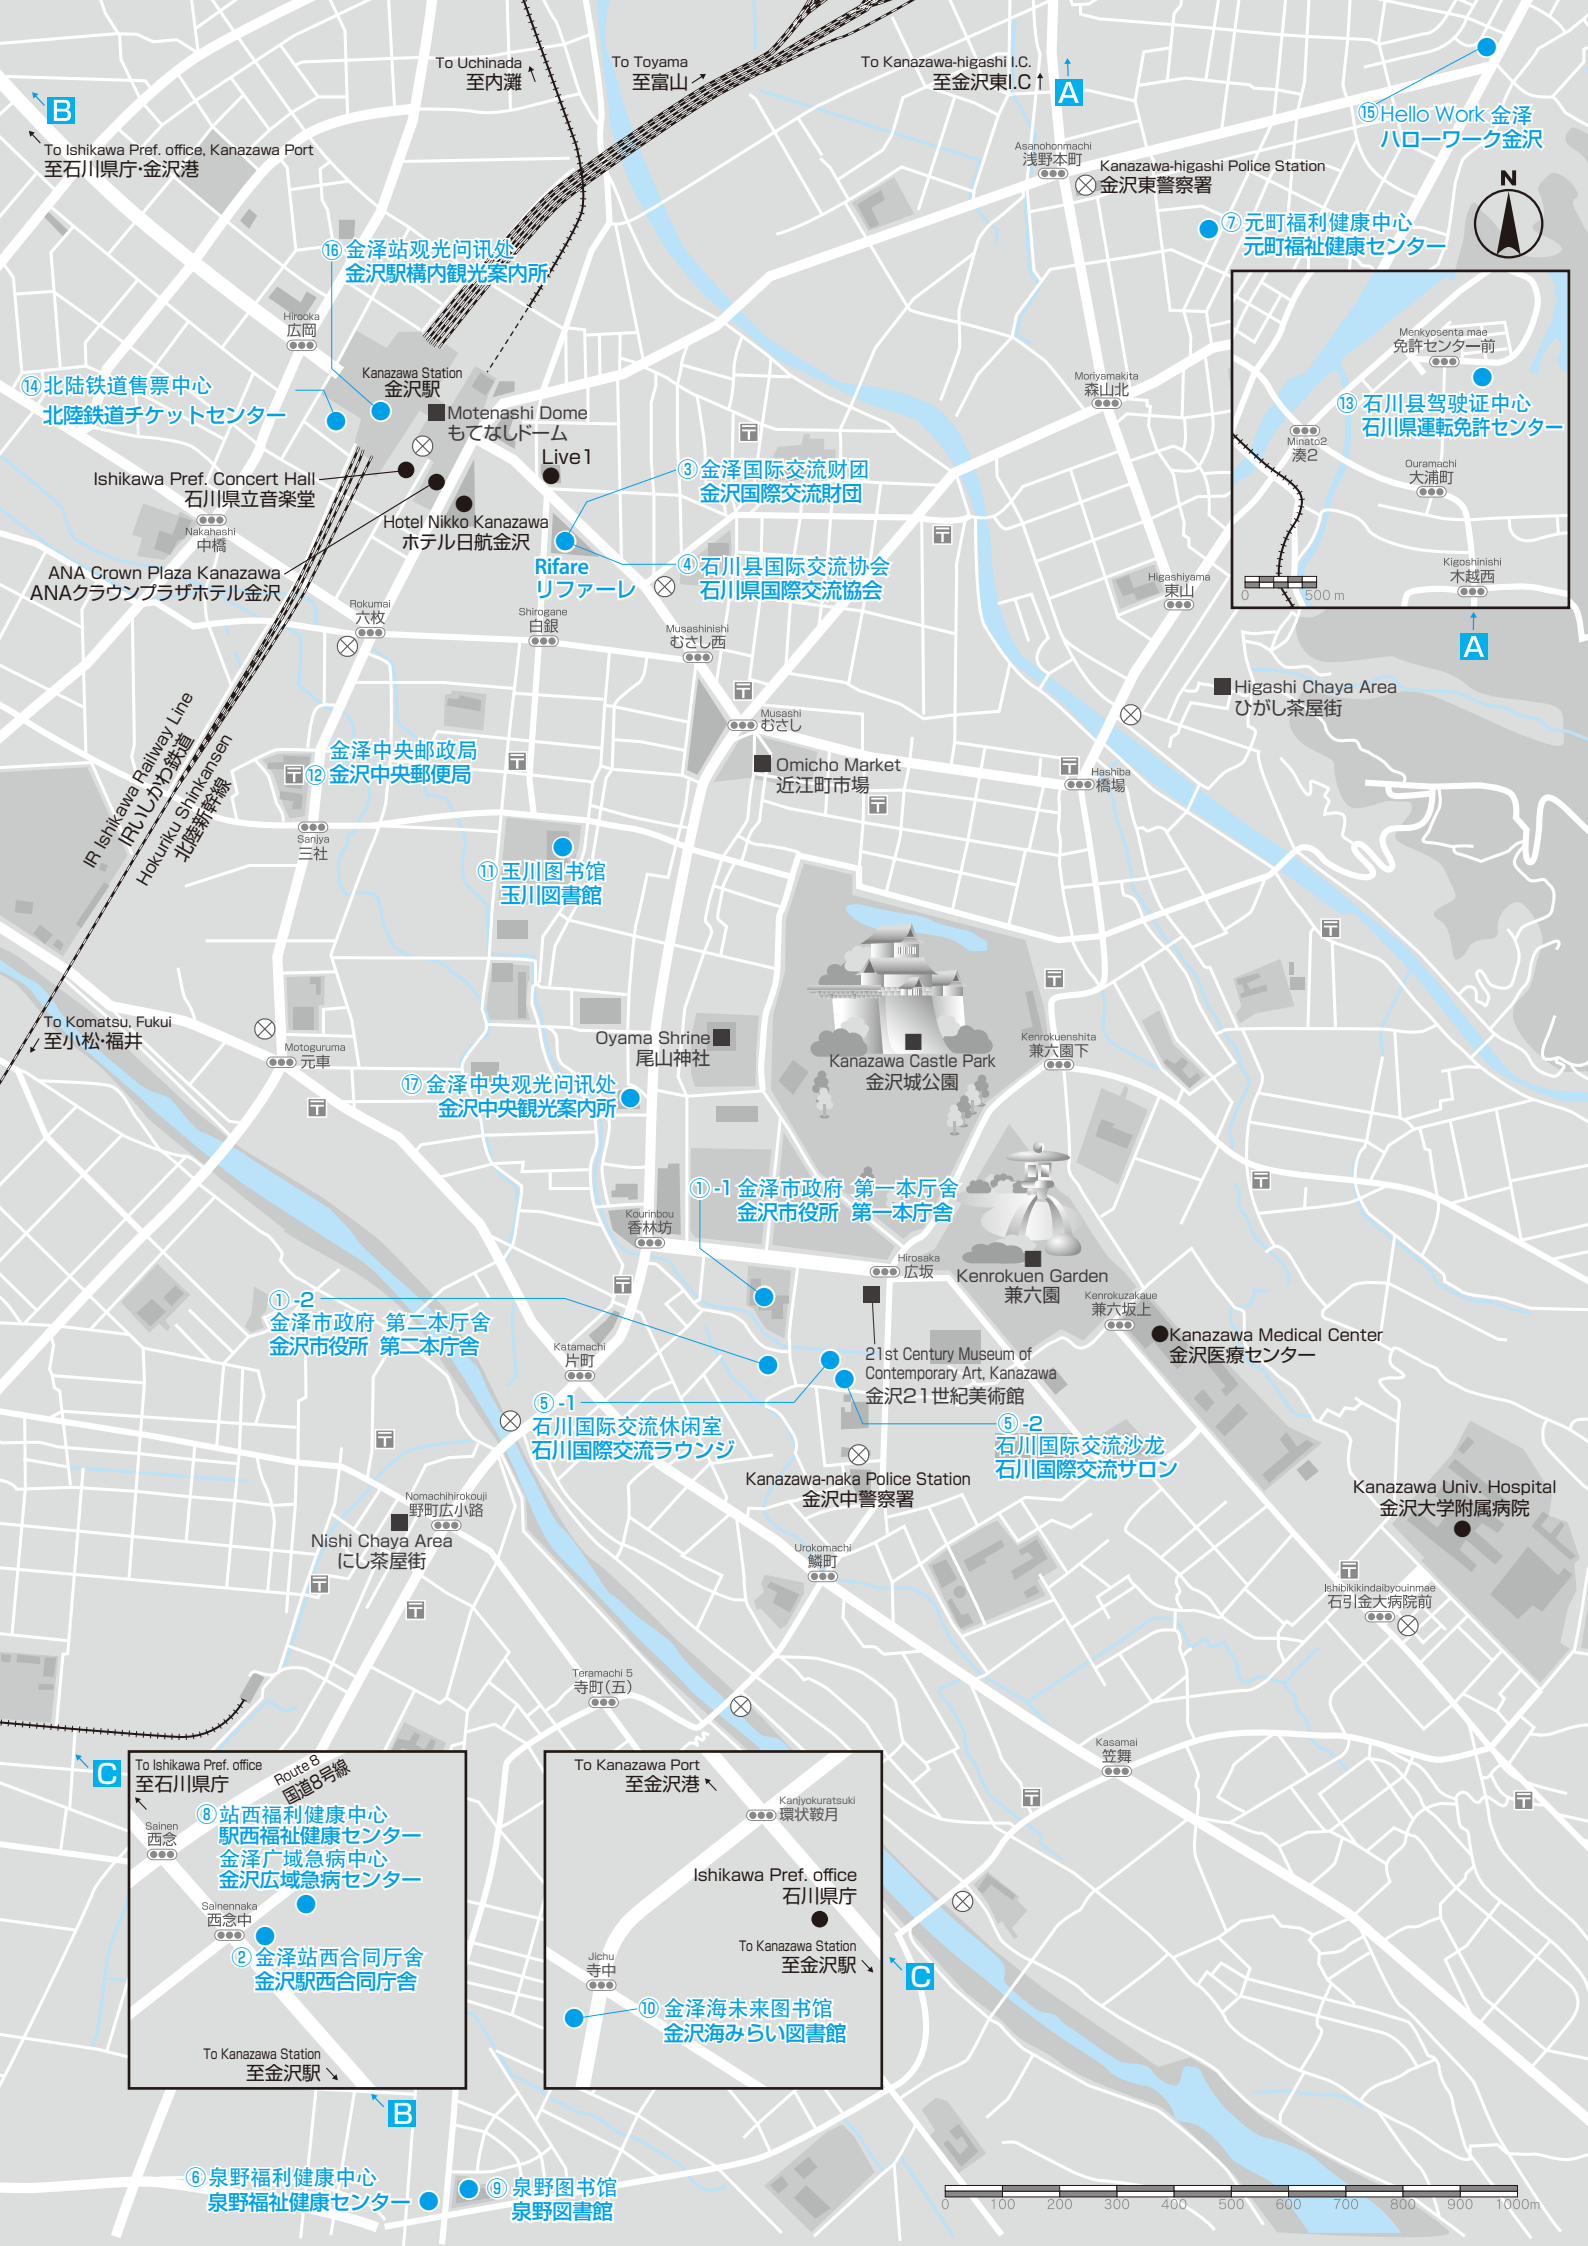 To Uchinada
至内灘
To Toyama
至富山
To Kanazawa-higashi I.C.
至金沢東I.C
A
B
To Ishikawa Pref. office, Kanazawa Port
至石川県庁・金沢港
⑮Hello Work 金泽
ハローワーク金沢
Asanohonmachi
浅野本町
Kanazawa-higashi Police Station
金沢東警察署
N
⑦元町福利健康中心
元町福祉健康センター
⑯金泽站观光问讯处
金沢駅構内観光案内所
Hirooka
広岡
Menkyosenta mae
免許センター前
⑬石川县驾驶证中心
石川県運転免許センター
Minato2
湊2
Ouramachi
大浦町
Kigoshinishi
木越西
0 500 m
A
Kanazawa Station
金沢駅
⑭北陆铁道售票中心
北陸鉄道チケットセンター
Motenashi Dome
もてなしドーム
Moriyamakita
森山北
Live1
Ishikawa Pref. Concert Hall
石川県立音楽堂
③金泽国际交流财团
金沢国際交流財団
Hotel Nikko Kanazawa
ホテル日航金沢
Nakahashi
中橋
ANA Crown Plaza Kanazawa
ANAクラウンプラザホテル金沢
Rifare
リファーレ
④石川县国际交流协会
石川県国際交流協会
Higashiyama
東山
Rokumai
六枚
Shirogane
白銀
Musashinishi
むさし西
Higashi Chaya Area
ひがし茶屋街
Musashi
むさし
IR Ishikawa Railway Line
IRいしかわ鉄道
Hokuriku Shinkansen
北陸新幹線
金泽中央邮政局
⑫金沢中央郵便局
Omicho Market
近江町市場
Hashiba
橋場
Sanjya
三社
⑪玉川图书馆
玉川図書館
To Komatsu, Fukui
至小松・福井
Motoguruma
元車
Oyama Shrine
尾山神社
Kanazawa Castle Park
金沢城公園
Kenrokuenshita
兼六園下
⑰金泽中央观光问讯处
金沢中央観光案内所
①-1 金泽市政府 第一本厅舍
金沢市役所 第一本庁舎
Kourinbou
香林坊
Hirosaka
広坂
Kenrokuen Garden
兼六園
Kenrokuzakaue
兼六坂上
①-2
金泽市政府 第二本厅舍
金沢市役所 第二本庁舎
Kanazawa Medical Center
金沢医療センター
Katamachi
片町
21st Century Museum of
Contemporary Art, Kanazawa
金沢21世紀美術館
⑤-1
石川国际交流休闲室
石川国際交流ラウンジ
⑤-2
石川国际交流沙龙
石川国際交流サロン
Kanazawa-naka Police Station
金沢中警察署
Kanazawa Univ. Hospital
金沢大学附属病院
Nomachihirokouji
野町広小路
Nishi Chaya Area
にし茶屋街
Urokomachi
鱗町
Ishibikikindaibyouinmae
石引金大病院前
Teramachi 5
寺町(五)
Kasamai
笠舞
C
To Ishikawa Pref. office
至石川県庁
Route 8
国道8号線
⑧站西福利健康中心
駅西福祉健康センター
金泽广域急病中心
金沢広域急病センター
Sainen
西念
Sainennaka
西念中
②金泽站西合同厅舍
金沢駅西合同庁舎
To Kanazawa Station
至金沢駅
B
To Kanazawa Port
至金沢港
Kanjyokuratsuki
環状鞍月
Ishikawa Pref. office
石川県庁
To Kanazawa Station
至金沢駅
Jichu
寺中
⑩金泽海未来图书馆
金沢海みらい図書館
C
⑥泉野福利健康中心
泉野福祉健康センター
⑨泉野图书馆
泉野図書館
0 100 200 300 400 500 600 700 800 900 1000m